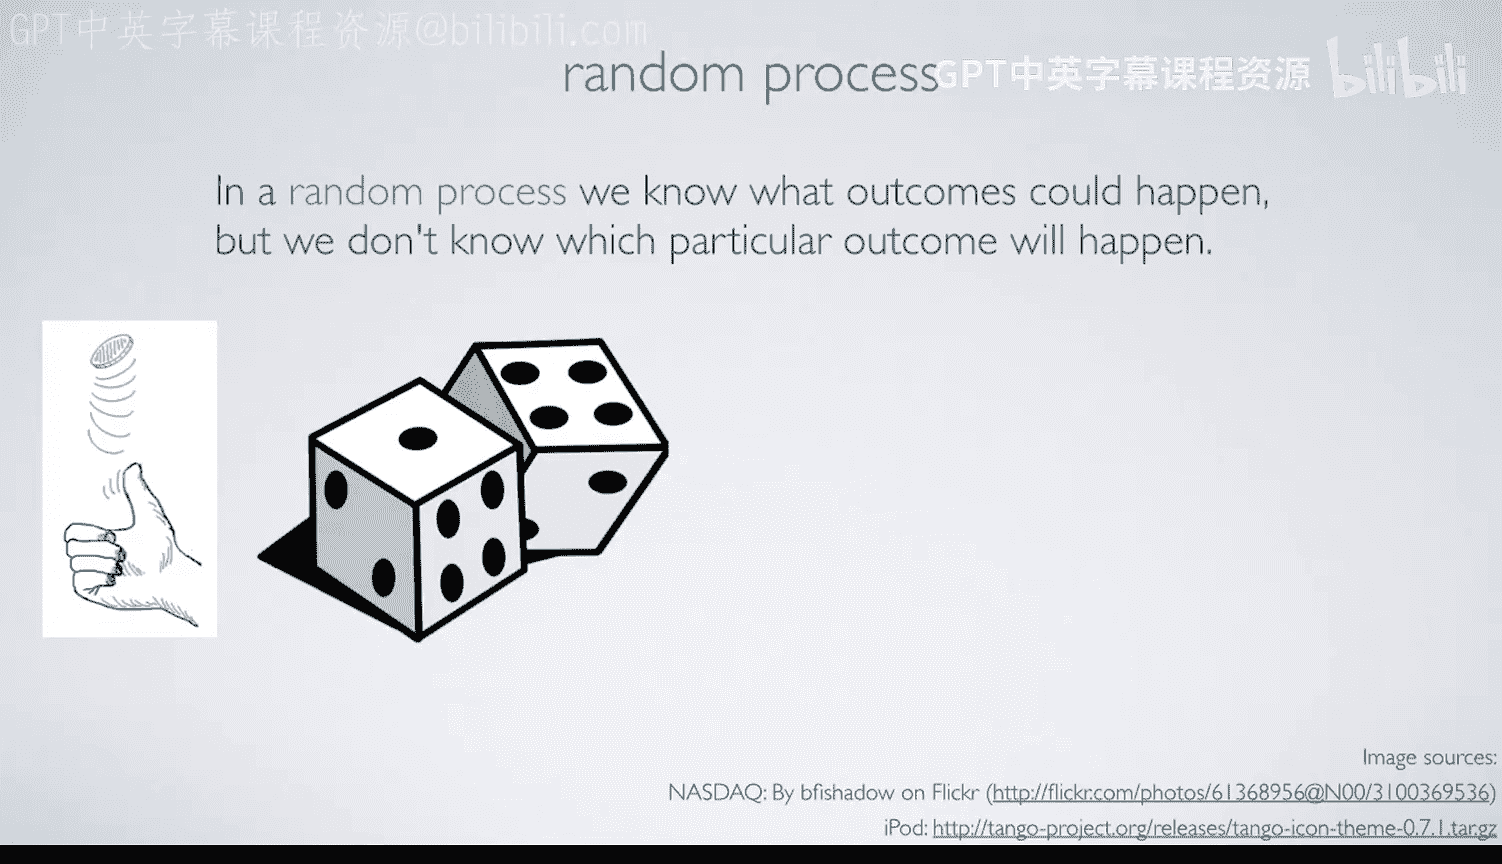 GPT中英字幕课程资源@bilibili.com
random process
GPT中英字幕课程资源 bilibili
In a random process we know what outcomes could happen,
but we don't know which particular outcome will happen.
Image sources:
NASDAQ: By bfishadow on Flickr (http://flickr.com/photos/61368956@N00/3100369536)
iPod: http://tango-project.org/releases/tango-icon-theme-0.7.1.tar.gz